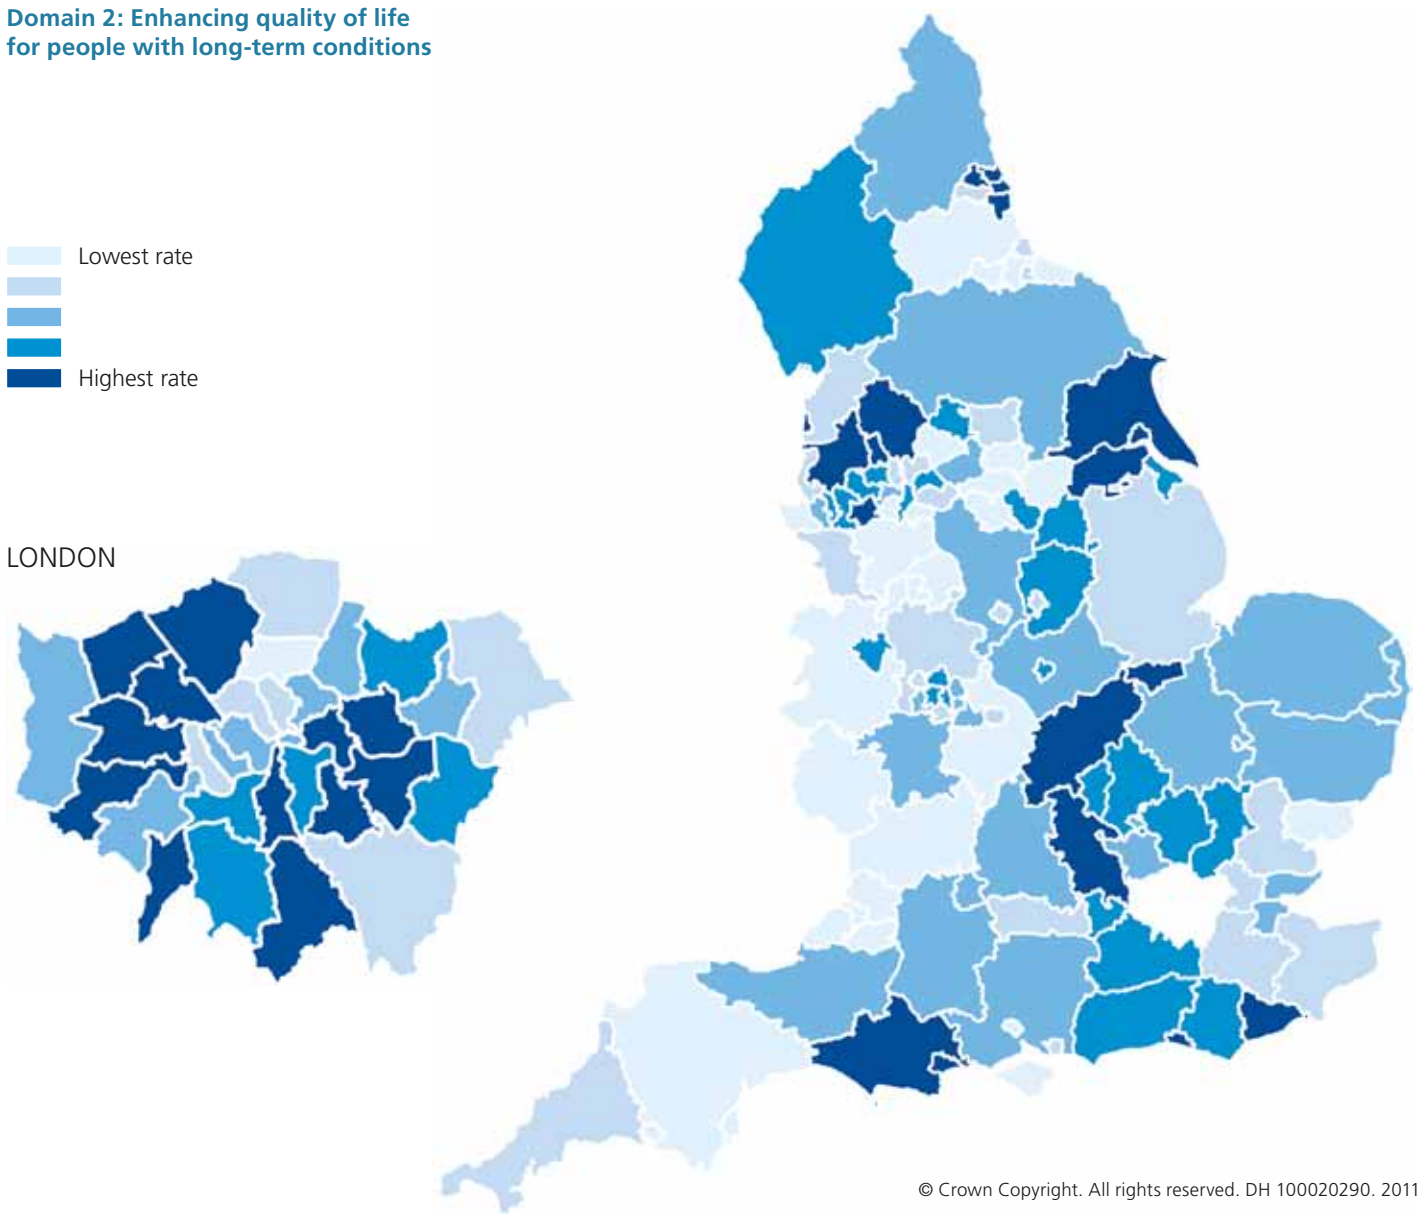 Domain 2: Enhancing quality of life
for people with long-term conditions
Lowest rate
Highest rate
LONDON
© Crown Copyright. All rights reserved. DH 100020290. 2011